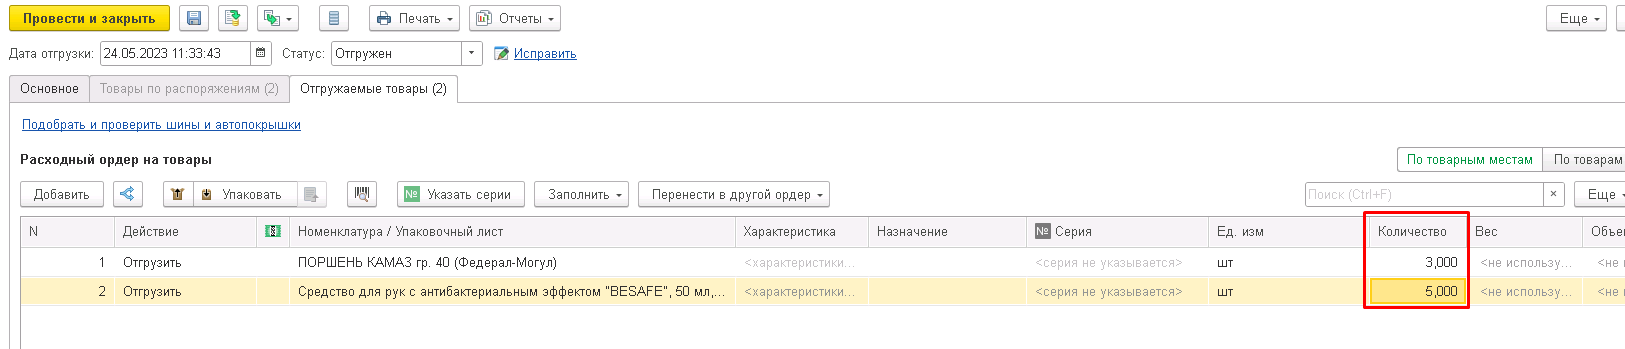 Провести и закрыть Печать Отчеты Еще
Дата отгрузки: 24.05.2023 11:33:43 Статус: Отгружен Исправить
Основное Товары по распоряжениям (2) Отгружаемые товары (2)
Подобрать и проверить шины и автопокрышки
Расходный ордер на товары По товарным местам По товарам
Добавить Упаковать № Указать серии Заполнить Перенести в другой ордер Поиск (Ctrl+F) × Еще
N Действие Номенклатура / Упаковочный лист Характеристика Назначение № Серия Ед. изм Количество Вес Объе
1 Отгрузить ПОРШЕНЬ КАМАЗ гр. 40 (Федерал-Могул) <характеристики... <серия не указывается> шт 3,000 <не использу... <не и
2 Отгрузить Средство для рук с антибактериальным эффектом "BESAFE", 50 мл,... <характеристики... <серия не указывается> шт 5,000 <не использу... <не и